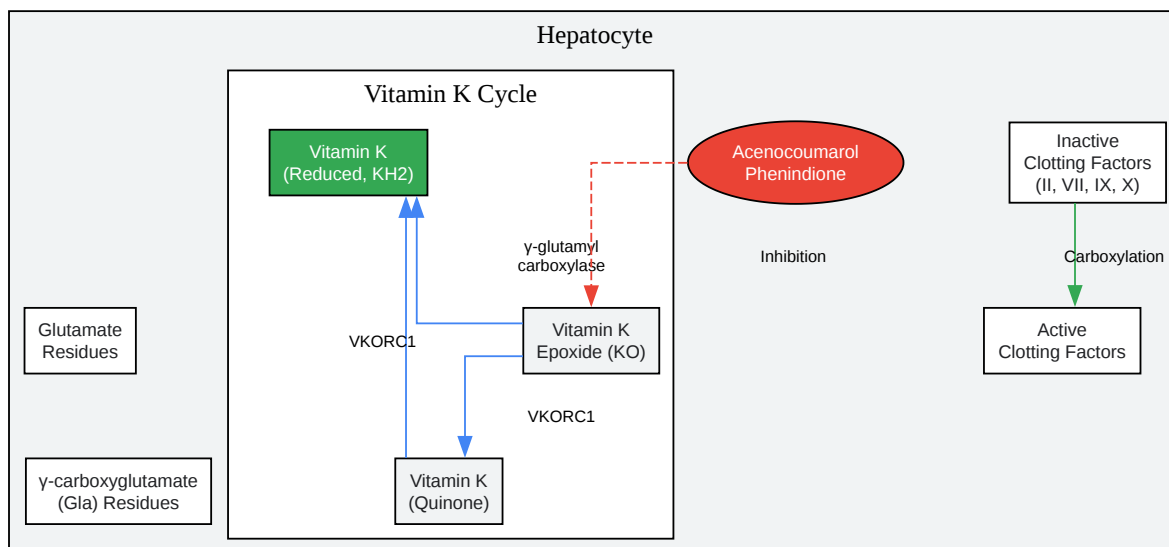 Hepatocyte
Vitamin K Cycle
Vitamin K
(Reduced, KH2)
Acenocoumarol
Phenindione
Inactive
Clotting Factors
(II, VII, IX, X)
γ-glutamyl
carboxylase
Inhibition
Carboxylation
Glutamate
Residues
VKORC1
Vitamin K
Epoxide (KO)
Active
Clotting Factors
VKORC1
γ-carboxyglutamate
(Gla) Residues
Vitamin K
(Quinone)